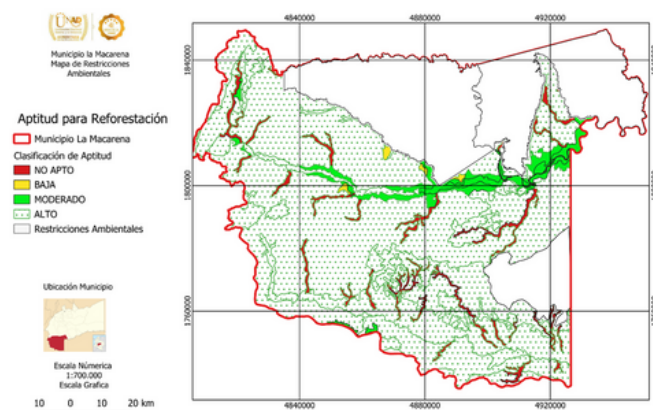 UNAD
Municipio la Macarena
Mapa de Restricciones
Ambientales
Aptitud para Reforestación
Municipio La Macarena
Clasificación de Aptitud
NO APTO
BAJA
MODERADO
ALTO
Restricciones Ambientales
Ubicación Municipio
Escala Númerica
1:700.000
Escala Grafica
10 0 10 20 km
4840000 4880000 4920000
1840000
1800000
1760000
4840000 4880000 4920000